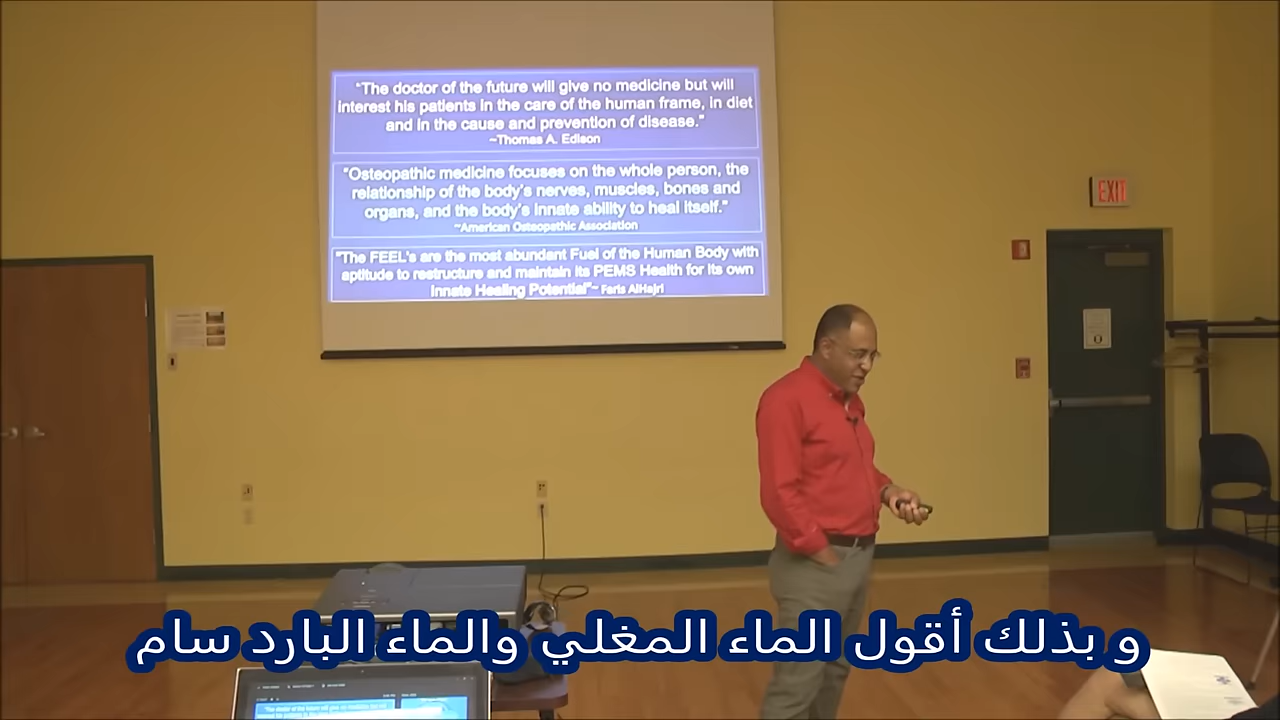 "The doctor of the future will give no medicine but will
interest his patients in the care of the human frame, in diet
and in the cause and prevention of disease."
~Thomas A. Edison
"Osteopathic medicine focuses on the whole person, the
relationship of the body's nerves, muscles, bones and
organs, and the body's innate ability to heal itself."
~American Osteopathic Association
"The FEEL's are the most abundant Fuel of the Human Body with
aptitude to restructure and maintain its PEMS Health for its own
Innate Healing Potential"~ Faris AlHajri
EXIT
و بذلك أقول الماء المغلي والماء البارد سام